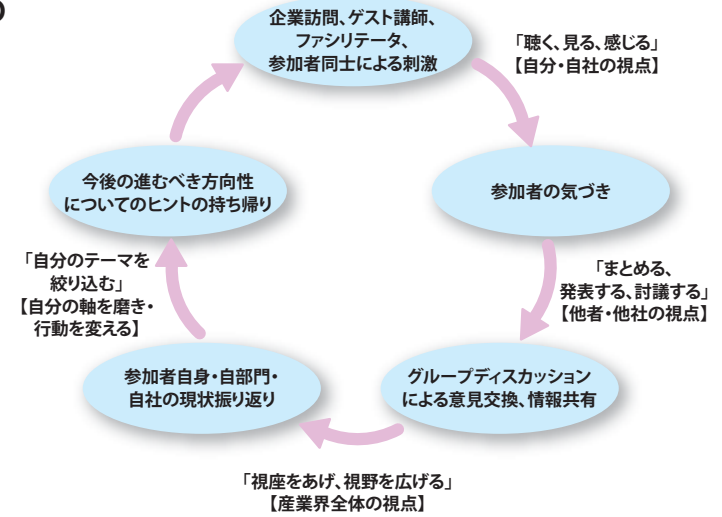 企業訪問、ゲスト講師、
ファシリテータ、
参加者同士による刺激
「聴く、見る、感じる」
【自分・自社の視点】
参加者の気づき
「まとめる、
発表する、討議する」
【他者・他社の視点】
グループディスカッション
による意見交換、情報共有
「視座をあげ、視野を広げる」
【産業界全体の視点】
参加者自身・自部門・
自社の現状振り返り
「自分のテーマを
絞り込む」
【自分の軸を磨き・
行動を変える】
今後の進むべき方向性
についてのヒントの持ち帰り